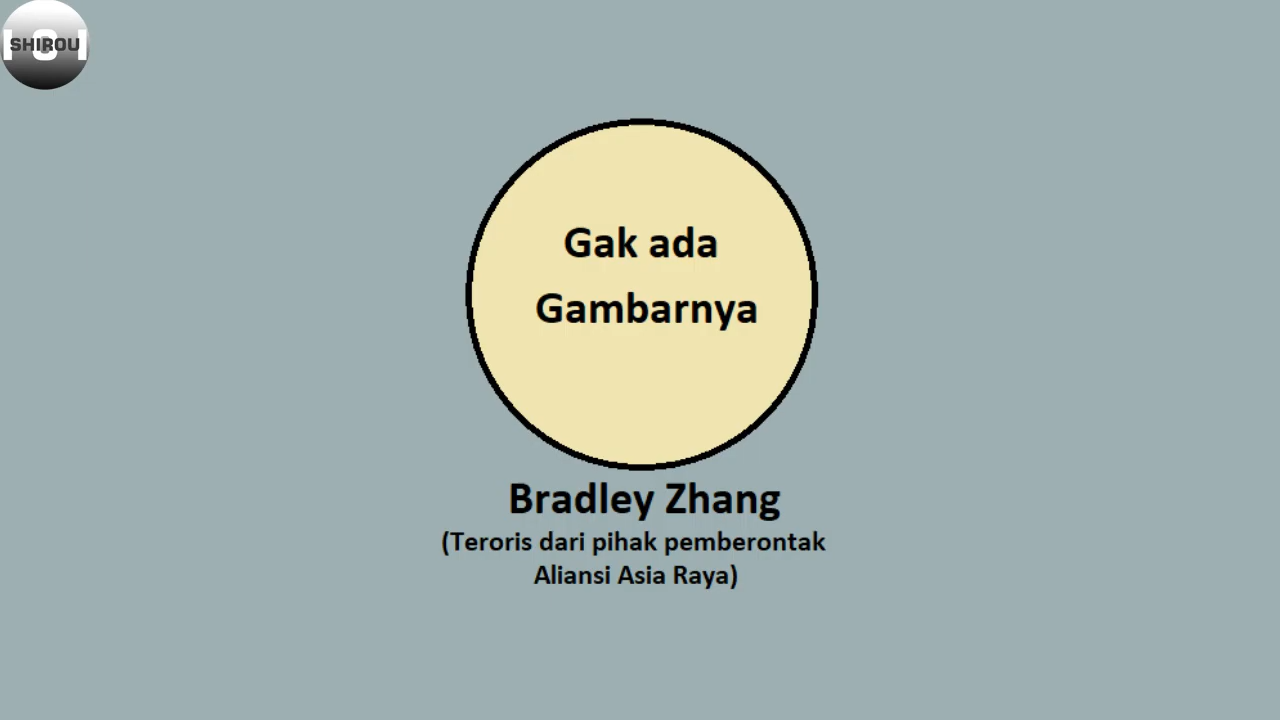 SHIROU
Gak ada
Gambarnya
Bradley Zhang
(Teroris dari pihak pemberontak
Aliansi Asia Raya)